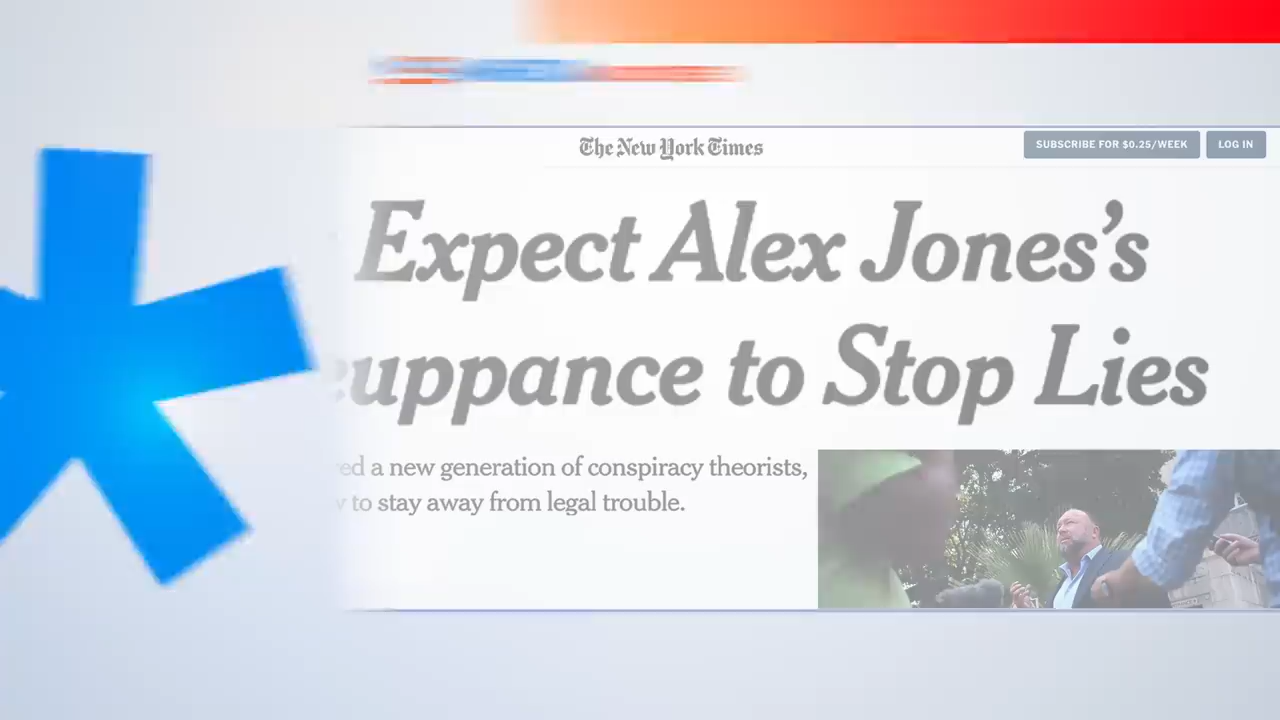 The New York Times
SUBSCRIBE FOR $0.25/WEEK
LOG IN
Expect Alex Jones’s
euppance to Stop Lies
ed a new generation of conspiracy theorists,
to stay away from legal trouble.